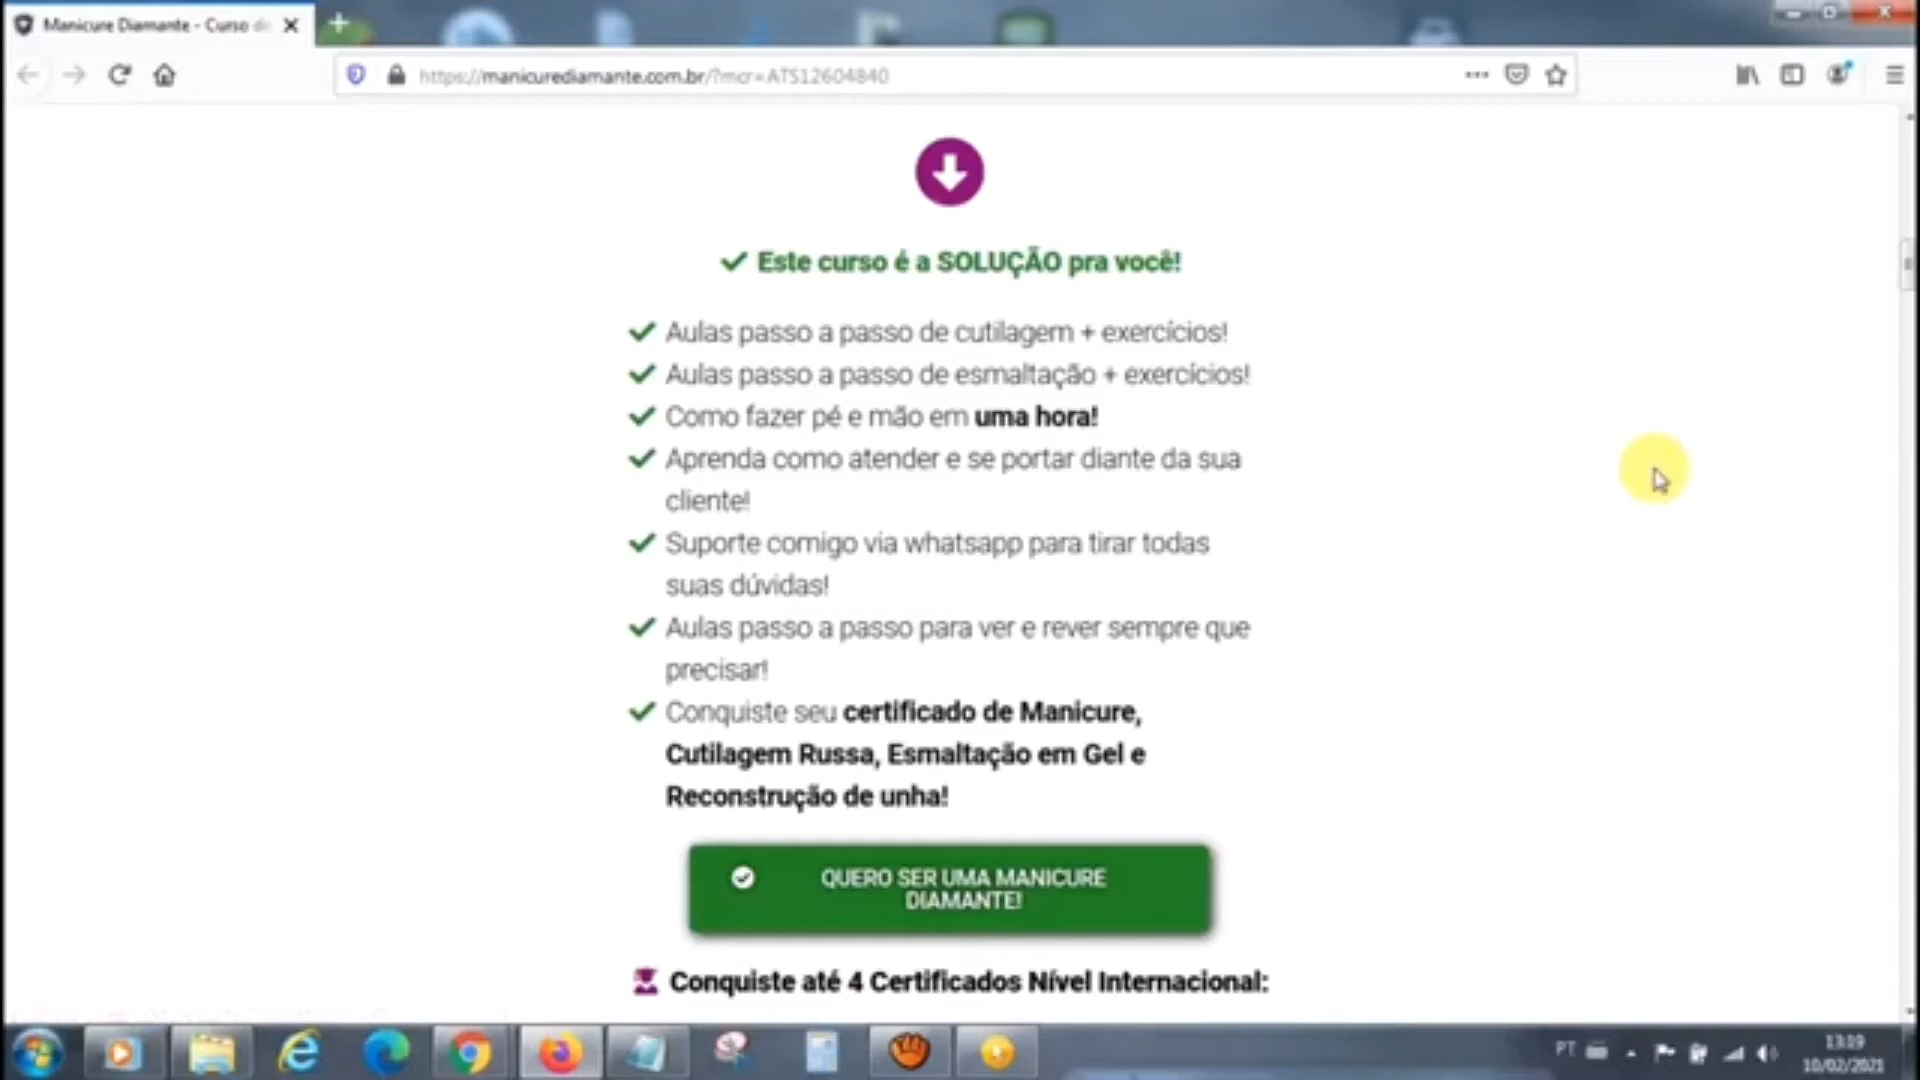 Manicure Diamante - Curso de
https://manicurediamante.com.br/?mcr=ATS12604840
Este curso é a SOLUÇÃO pra você!
Aulas passo a passo de cutilagem + exercícios!
Aulas passo a passo de esmaltação + exercícios!
Como fazer pé e mão em uma hora!
Aprenda como atender e se portar diante da sua
cliente!
Suporte comigo via whatsapp para tirar todas
suas dúvidas!
Aulas passo a passo para ver e rever sempre que
precisar!
Conquiste seu certificado de Manicure,
Cutilagem Russa, Esmaltação em Gel e
Reconstrução de unha!
QUERO SER UMA MANICURE
DIAMANTE!
Conquiste até 4 Certificados Nível Internacional:
PT
13:19
10/02/2021